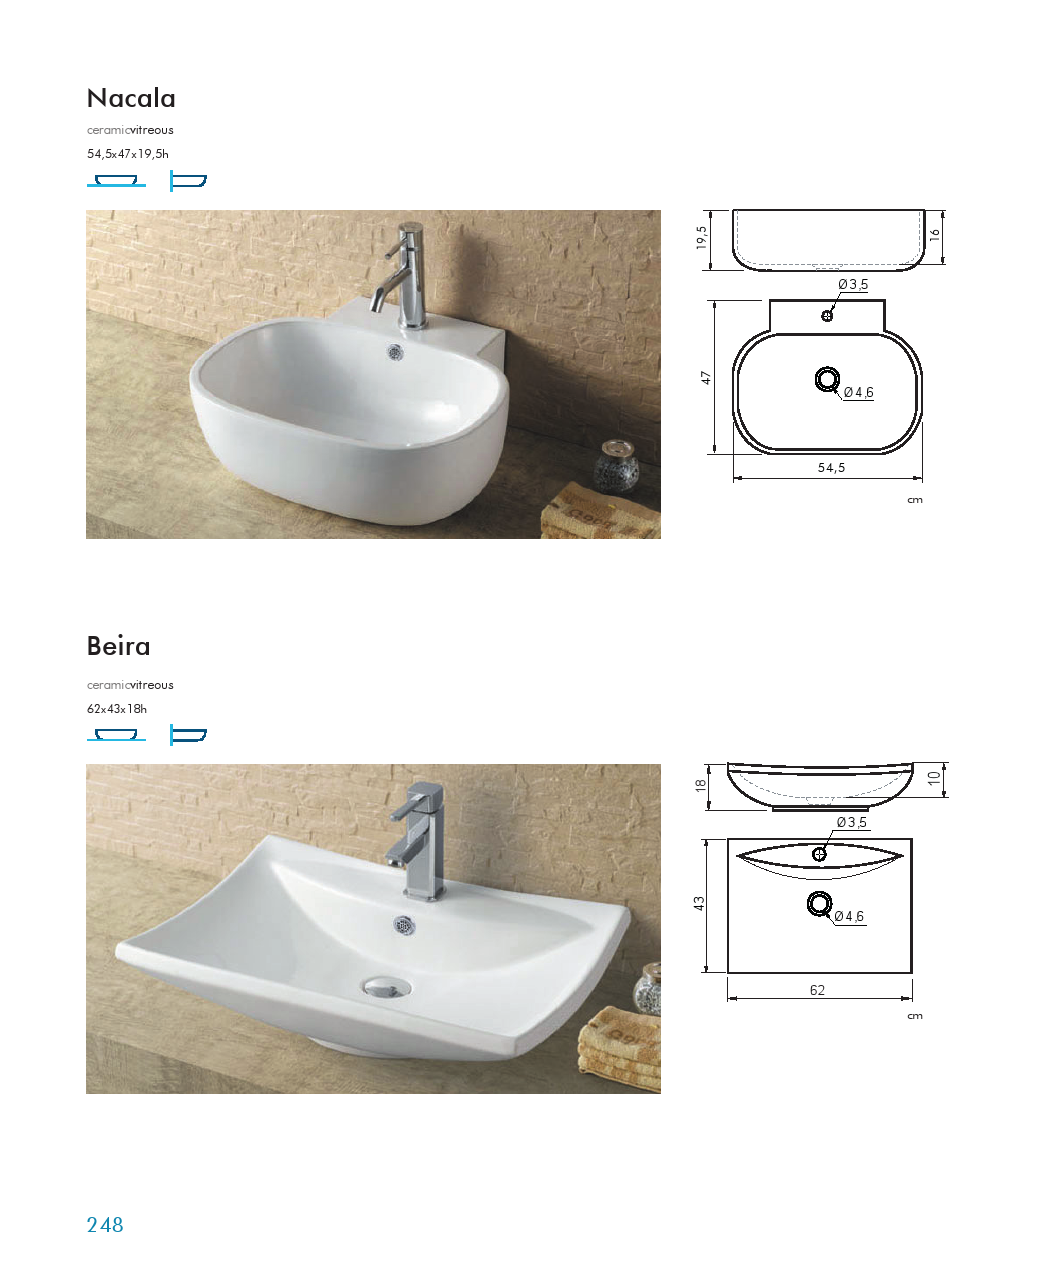 Nacala
ceramicvitreous
54,5x47x19,5h
19,5
16
Ø3,5
47
Ø4,6
54,5
cm
Beira
ceramicvitreous
62x43x18h
18
10
Ø3,5
43
Ø4,6
62
cm
248